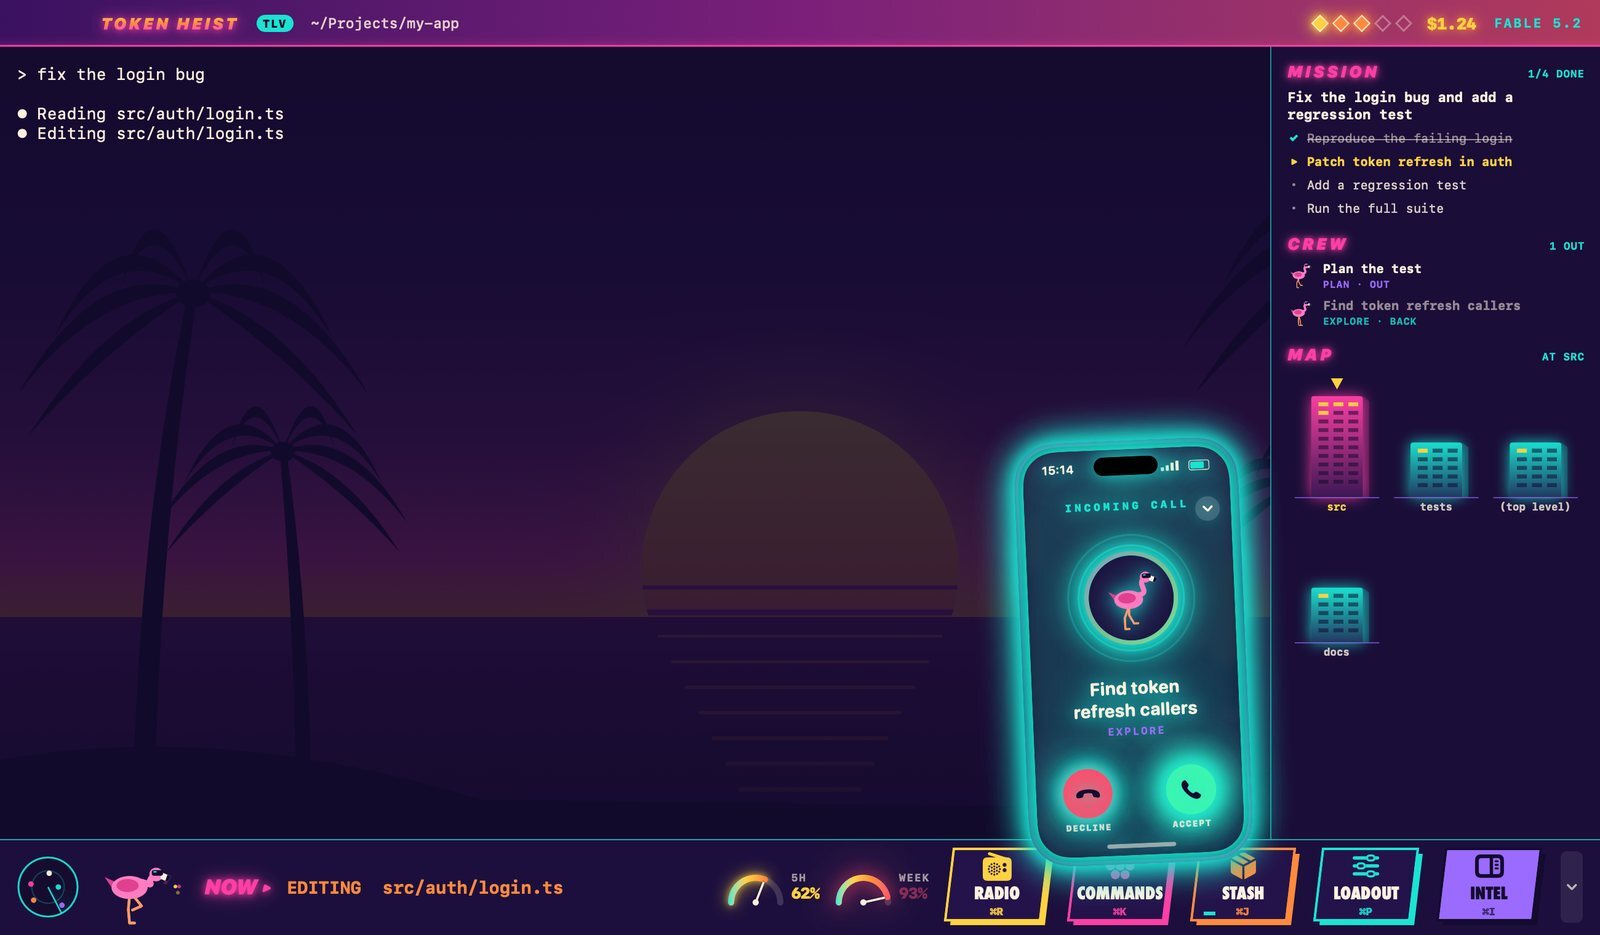 TOKEN HEIST TLV ~/Projects/my-app $1.24 FABLE 5.2
> fix the login bug
● Reading src/auth/login.ts
● Editing src/auth/login.ts
MISSION 1/4 DONE
Fix the login bug and add a
regression test
Reproduce the failing login
Patch token refresh in auth
Add a regression test
Run the full suite
CREW 1 OUT
Plan the test
PLAN · OUT
Find token refresh callers
EXPLORE · BACK
MAP AT SRC
src tests (top level)
docs
15:14
INCOMING CALL
Find token
refresh callers
EXPLORE
DECLINE ACCEPT
NOW EDITING src/auth/login.ts
5H
62%
WEEK
93%
RADIO
⌘R
COMMANDS
⌘K
STASH
⌘J
LOADOUT
⌘P
INTEL
⌘I